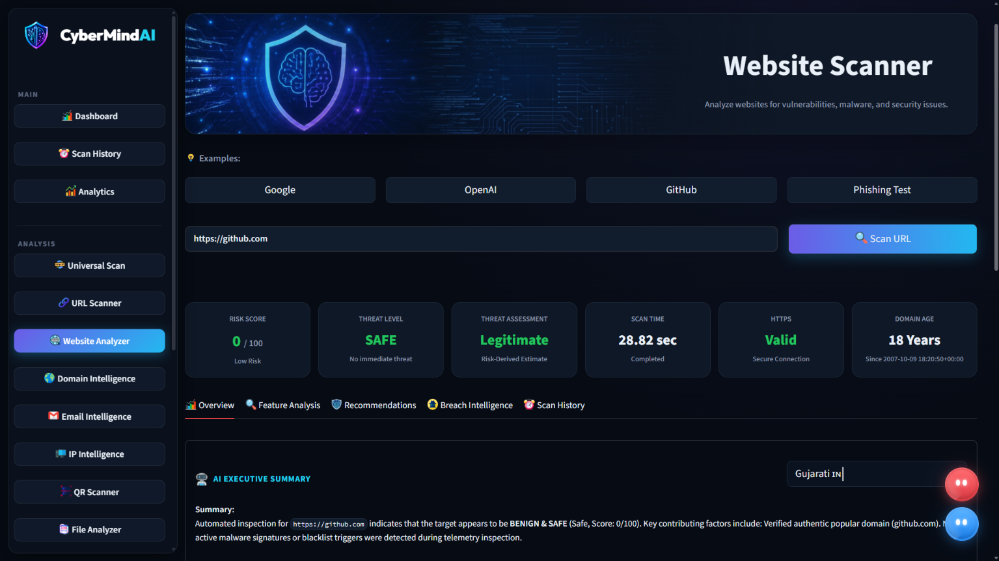 CyberMindAI
MAIN
Dashboard
Scan History
Analytics
ANALYSIS
Universal Scan
URL Scanner
Website Analyzer
Domain Intelligence
Email Intelligence
IP Intelligence
QR Scanner
File Analyzer
Website Scanner
Analyze websites for vulnerabilities, malware, and security issues.
Examples:
Google
OpenAI
GitHub
Phishing Test
https://github.com
Scan URL
RISK SCORE
0 / 100
Low Risk
THREAT LEVEL
SAFE
No immediate threat
THREAT ASSESSMENT
Legitimate
Risk-Derived Estimate
SCAN TIME
28.82 sec
Completed
HTTPS
Valid
Secure Connection
DOMAIN AGE
18 Years
Since 2007-10-09 18:20:50+00:00
Overview
Feature Analysis
Recommendations
Breach Intelligence
Scan History
AI EXECUTIVE SUMMARY
Gujarati IN
Summary:
Automated inspection for https://github.com indicates that the target appears to be BENIGN & SAFE (Safe, Score: 0/100). Key contributing factors include: Verified authentic popular domain (github.com).
active malware signatures or blacklist triggers were detected during telemetry inspection.